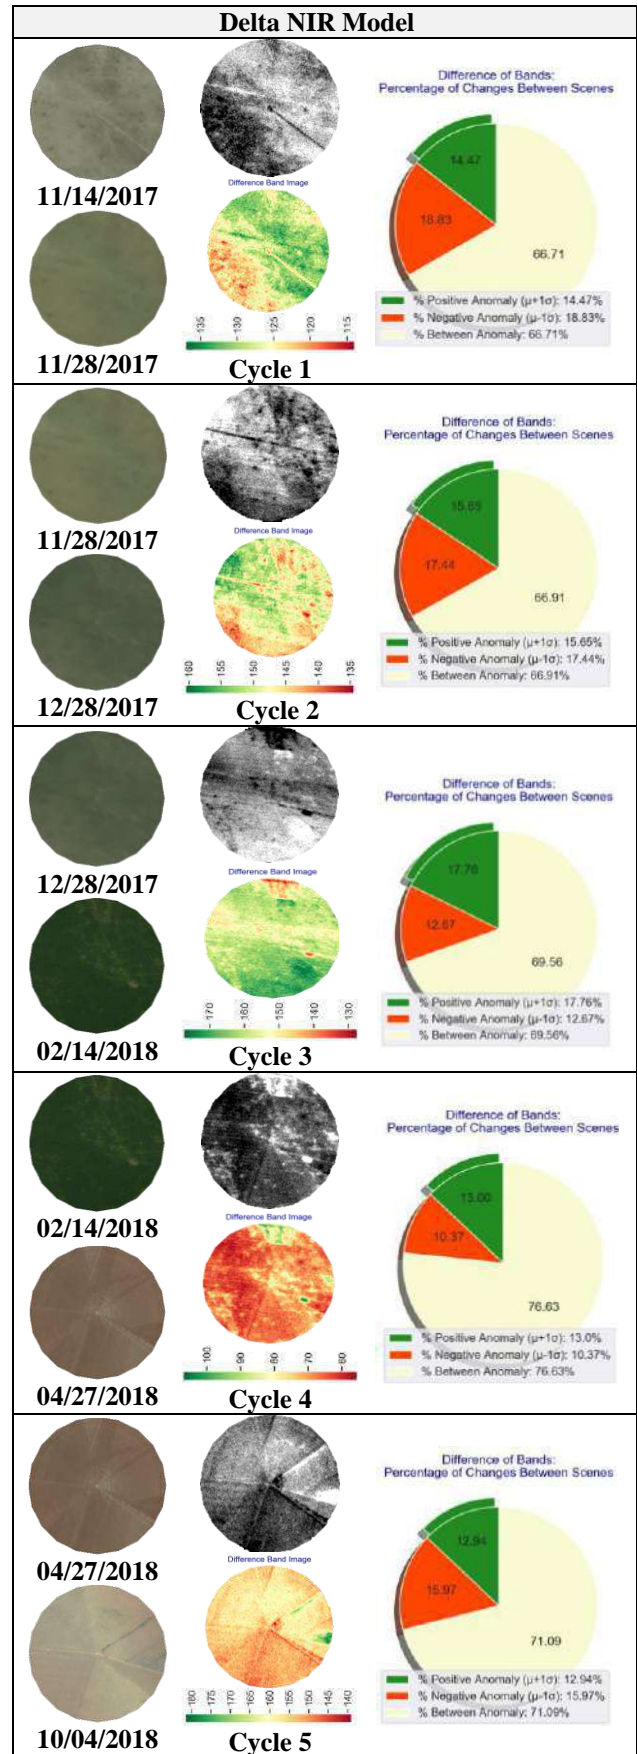 Delta NIR Model
11/14/2017
11/28/2017
Difference Band Image
135
130
125
120
115
Cycle 1
Difference of Bands:
Percentage of Changes Between Scenes
14.47
18.83
66.71
% Positive Anomaly (μ+1σ): 14.47%
% Negative Anomaly (μ-1σ): 18.83%
% Between Anomaly: 66.71%
11/28/2017
12/28/2017
Difference Band Image
160
155
150
145
140
135
Cycle 2
Difference of Bands:
Percentage of Changes Between Scenes
15.65
17.44
66.91
% Positive Anomaly (μ+1σ): 15.65%
% Negative Anomaly (μ-1σ): 17.44%
% Between Anomaly: 66.91%
12/28/2017
02/14/2018
Difference Band Image
170
160
150
140
130
Cycle 3
Difference of Bands:
Percentage of Changes Between Scenes
17.76
12.67
69.56
% Positive Anomaly (μ+1σ): 17.76%
% Negative Anomaly (μ-1σ): 12.67%
% Between Anomaly: 69.56%
02/14/2018
04/27/2018
Difference Band Image
100
90
80
70
60
Cycle 4
Difference of Bands:
Percentage of Changes Between Scenes
13.00
10.37
76.63
% Positive Anomaly (μ+1σ): 13.0%
% Negative Anomaly (μ-1σ): 10.37%
% Between Anomaly: 76.63%
04/27/2018
10/04/2018
Difference Band Image
180
175
170
165
160
155
150
145
140
Cycle 5
Difference of Bands:
Percentage of Changes Between Scenes
12.94
15.97
71.09
% Positive Anomaly (μ+1σ): 12.94%
% Negative Anomaly (μ-1σ): 15.97%
% Between Anomaly: 71.09%